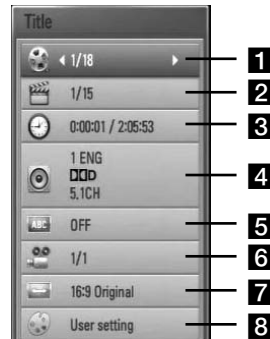 Title
1/18
1
1/15
2
0:00:01 / 2:05:53
3
1 ENG
DD D
5.1CH
4
ABC
OFF
5
1/1
6
16:9 Original
7
User setting
8